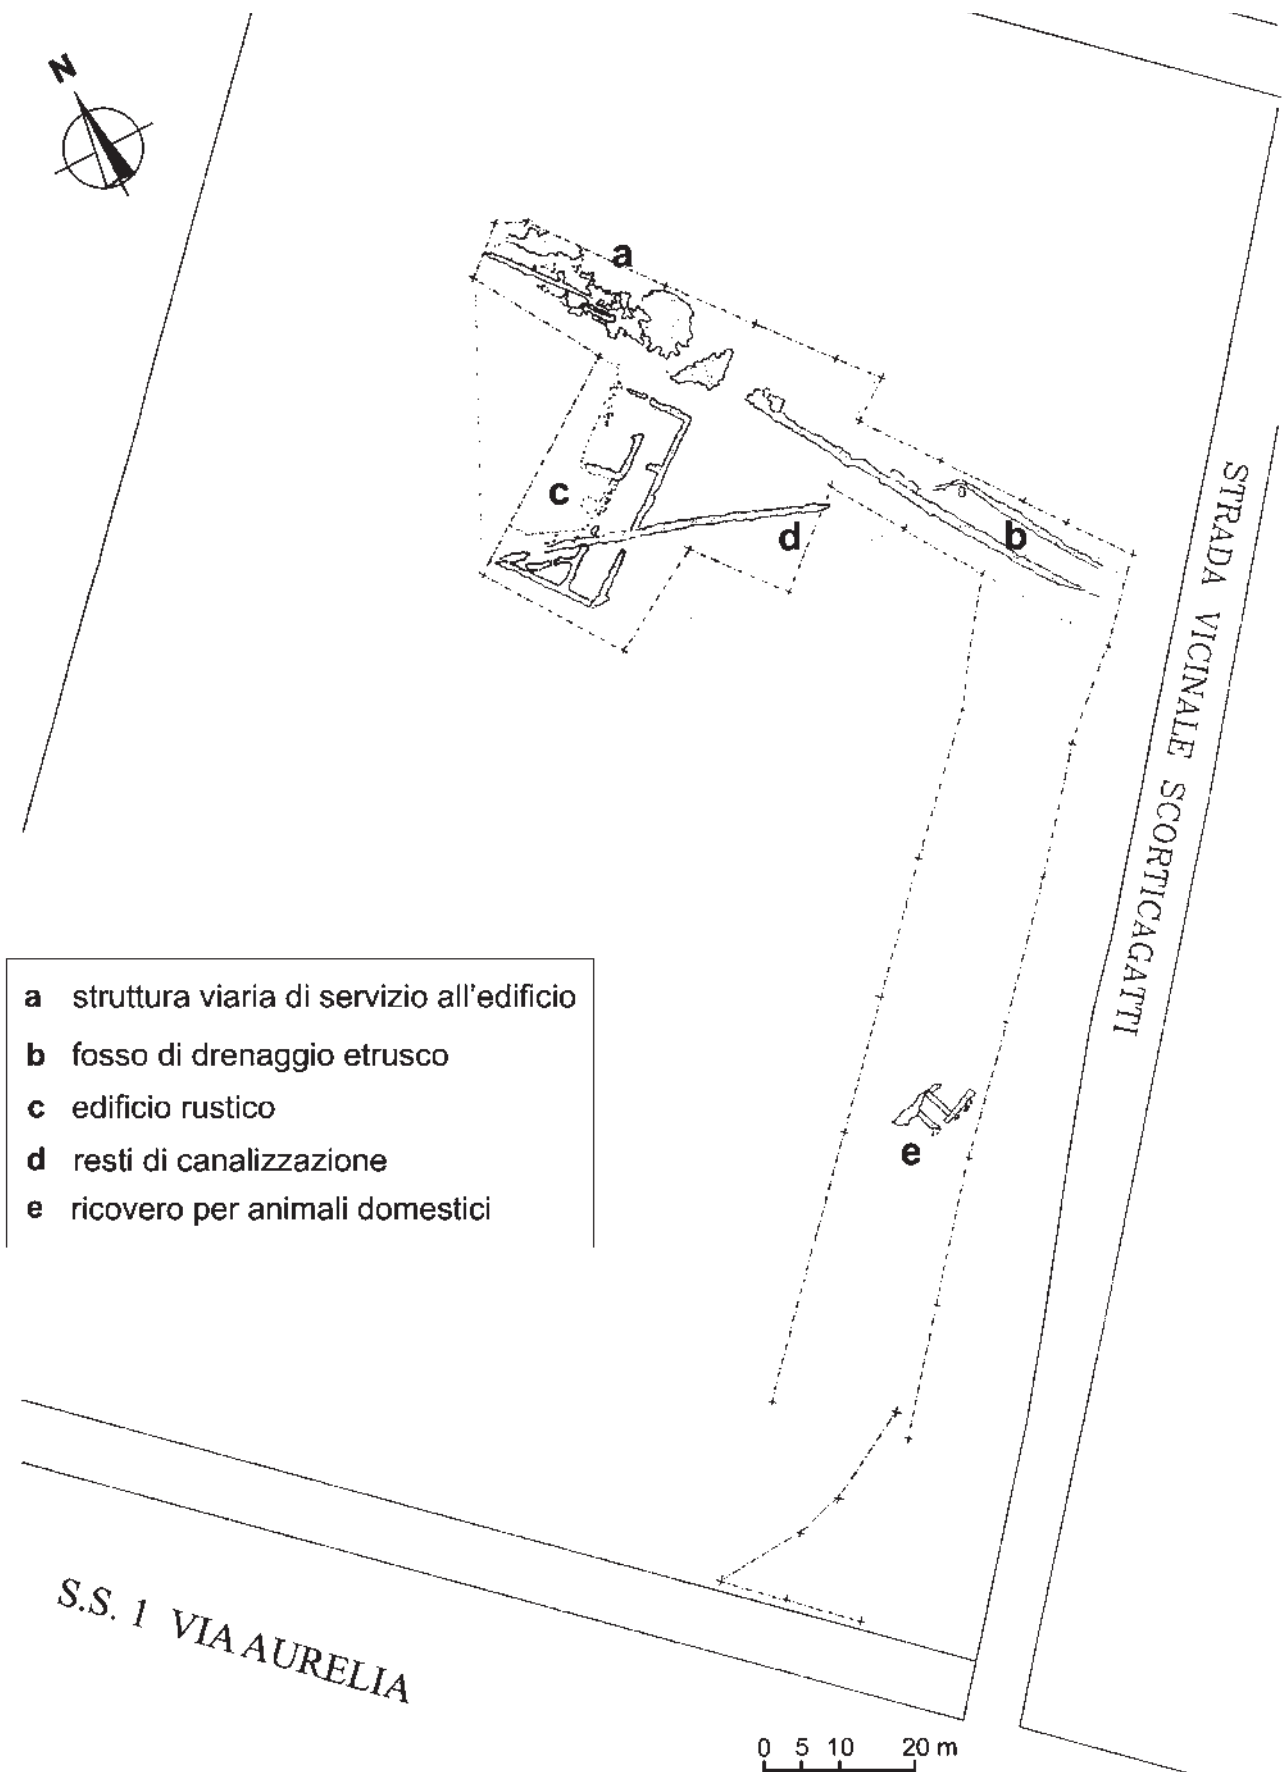 N
a
c
d
b
STRADA VICINALE SCORTICAGATTI
a struttura viaria di servizio all'edificio
b fosso di drenaggio etrusco
c edificio rustico
d resti di canalizzazione
e ricovero per animali domestici
e
S.S. 1 VIA AURELIA
0 5 10 20 m